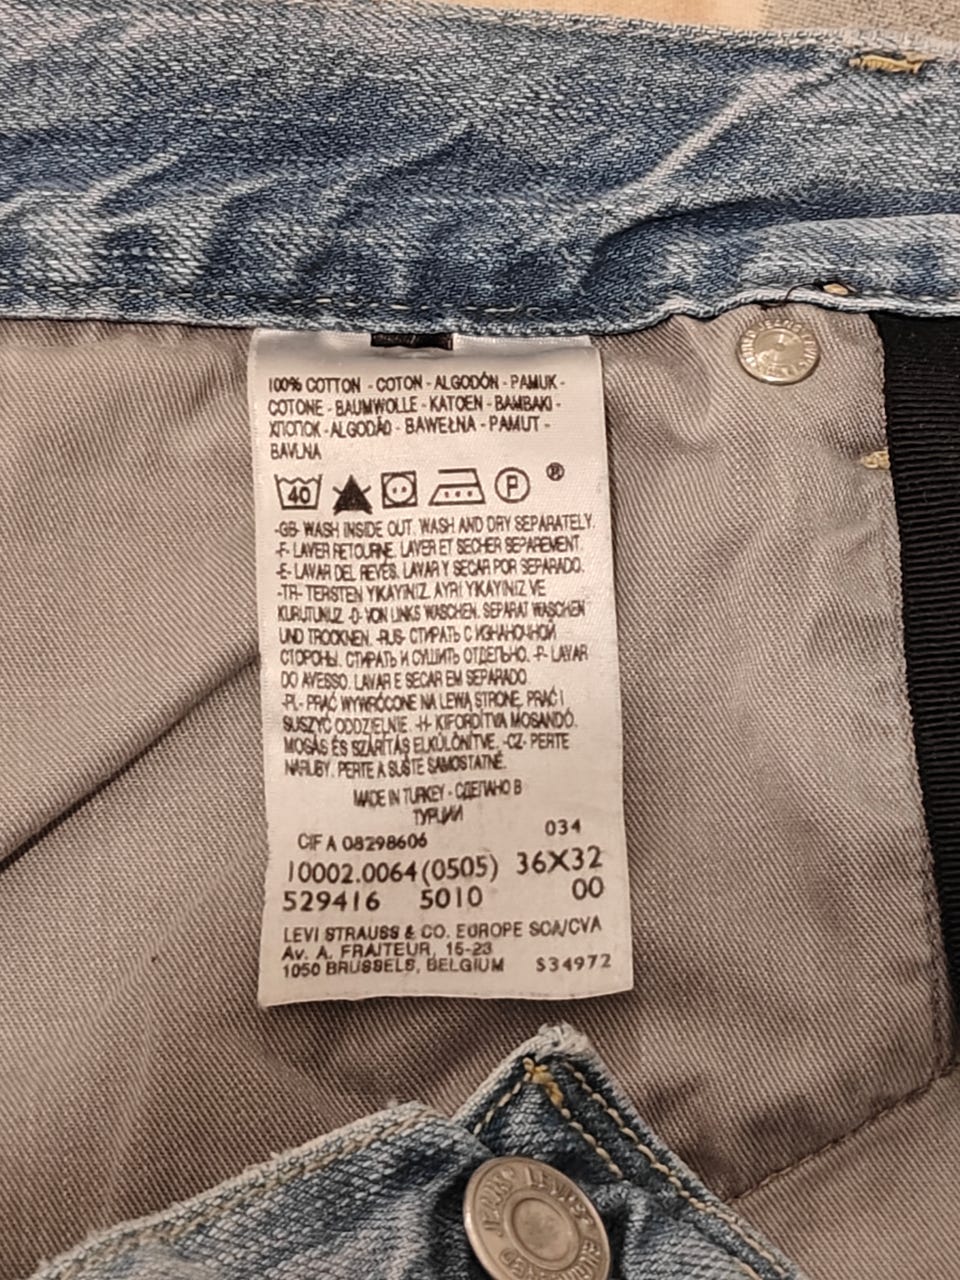 100% COTTON - COTON - ALGODÓN - PAMUK -
COTONE - BAUMWOLLE - KATOEN - BAMBAKI -
ХЛОПОК - ALGODÃO - BAWEŁNA - PAMUT -
BAVLNA
40 P ®
-GB- WASH INSIDE OUT. WASH AND DRY SEPARATELY.
-F- LAVER RETOURNE. LAVER ET SECHER SEPAREMENT.
-E- LAVAR DEL REVÉS. LAVAR Y SECAR POR SEPARADO.
-TR- TERSTEN YIKAYINIZ. AYRI YIKAYINIZ VE
KURUTUNUZ. -D- VON LINKS WASCHEN. SEPARAT WASCHEN
UND TROCKNEN. -RUS- СТИРАТЬ С ИЗНАНОЧНОЙ
СТОРОНЫ. СТИРАТЬ И СУШИТЬ ОТДЕЛЬНО. -P- LAVAR
DO AVESSO. LAVAR E SECAR EM SEPARADO.
-PL- PRAĆ WYWRÓCONE NA LEWĄ STRONĘ, PRAĆ I
SUSZYĆ ODDZIELNIE. -H- KIFORDÍTVA MOSANDÓ.
MOSÁS ÉS SZÁRÍTÁS ELKÜLÖNÍTVE. -CZ- PERTE
NARUBY. PERTE A SUŠTE SAMOSTATNĚ.
MADE IN TURKEY - СДЕЛАНО В
ТУРЦИИ
034
CIF A 08298606
10002.0064 (0505) 36X32
529416 5010 00
LEVI STRAUSS & CO. EUROPE SCA/CVA
Av. A. FRAITEUR, 15-23
1050 BRUSSELS, BELGIUM S34972